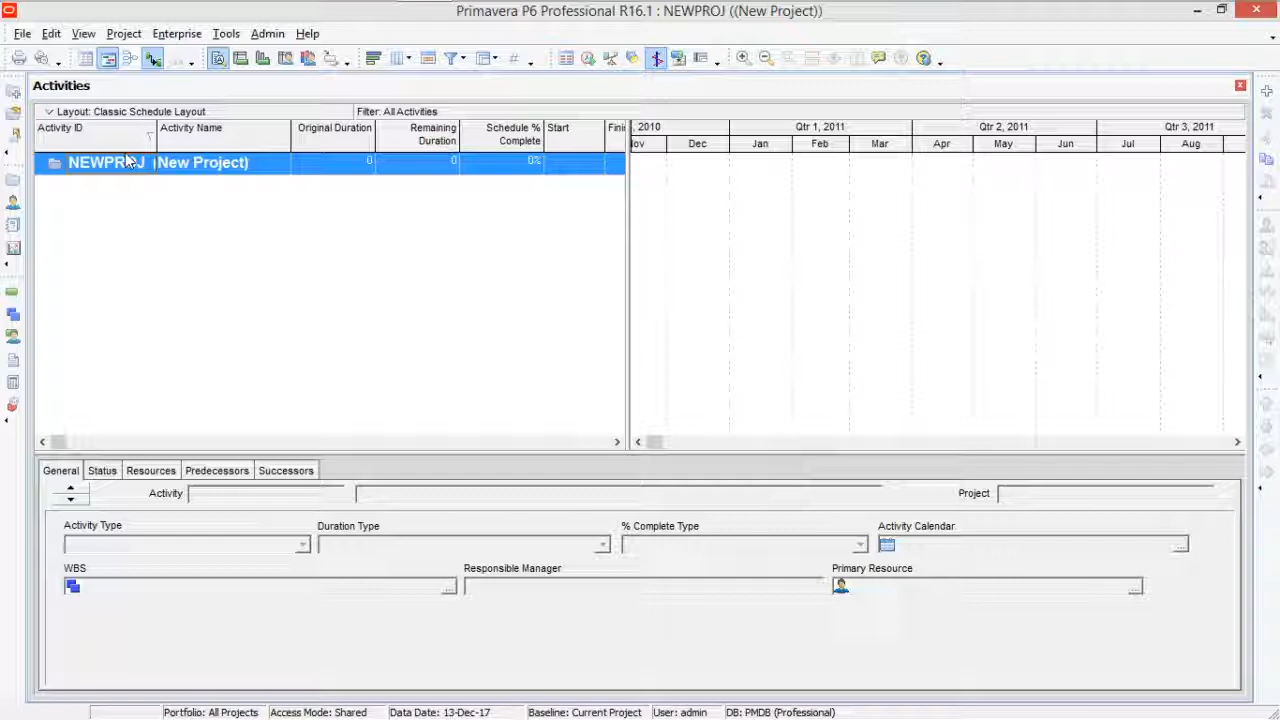 Primavera P6 Professional R16.1 : NEWPROJ ((New Project))
File Edit View Project Enterprise Tools Admin Help
Activities
Layout: Classic Schedule Layout Filter: All Activities
Activity ID Activity Name Original Duration Remaining Duration Schedule % Complete Start Fini
, 2010 Qtr 1, 2011 Qtr 2, 2011 Qtr 3, 2011
lov Dec Jan Feb Mar Apr May Jun Jul Aug
NEWPROJ (New Project) 0 0 0%
General Status Resources Predecessors Successors
Activity Project
Activity Type Duration Type % Complete Type Activity Calendar
WBS Responsible Manager Primary Resource
Portfolio: All Projects Access Mode: Shared Data Date: 13-Dec-17 Baseline: Current Project User: admin DB: PMDB (Professional)